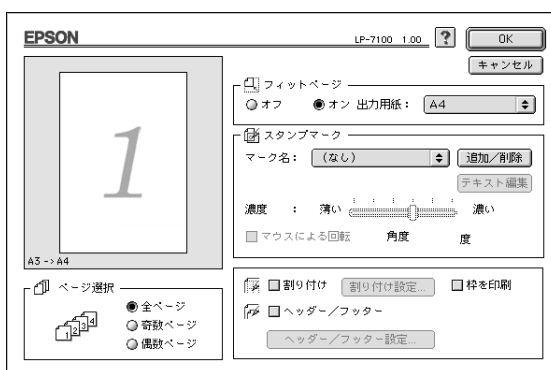 EPSON
LP-7100 1.00 ? OK
キャンセル
1
A3 -> A4
フィットページ
オフ オン 出力用紙： A4
スタンプマーク
マーク名： (なし) 追加／削除
テキスト編集
濃度 ： 薄い 濃い
マウスによる回転 角度 度
ページ選択
1 2 3 4
全ページ
奇数ページ
偶数ページ
割り付け 割り付け設定... 枠を印刷
ヘッダー／フッター
ヘッダー／フッター設定...